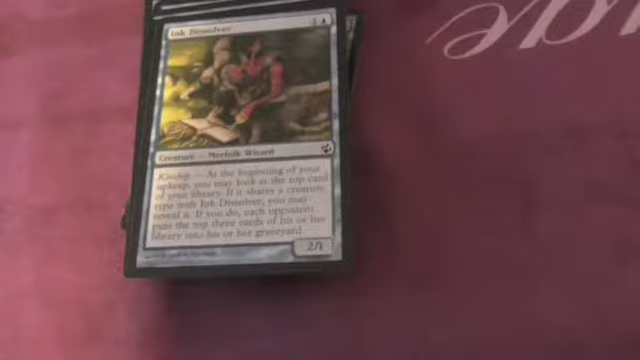 Ink Dissolver
Creature — Merfolk Wizard
Kinship — At the beginning of your
upkeep, you may look at the top card
of your library. If it shares a creature
type with Ink Dissolver, you may
reveal it. If you do, each opponent
puts the top three cards of his or her
library into his or her graveyard.
2/1